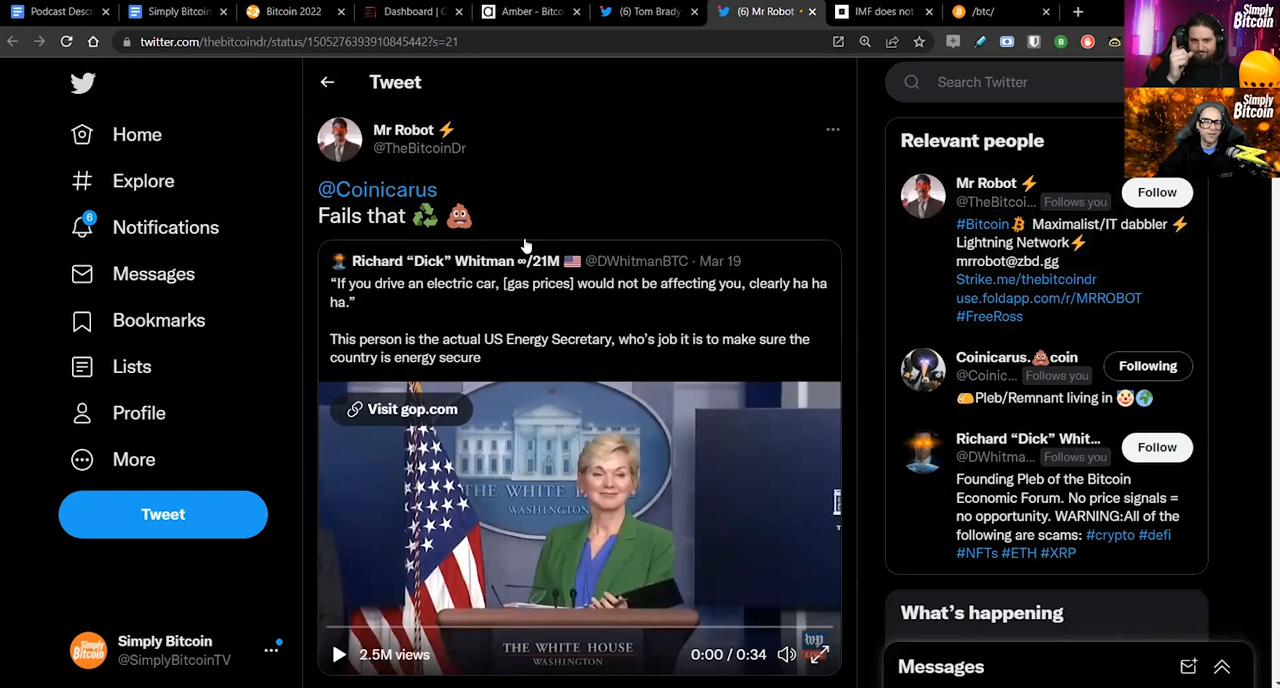 Podcast Descr
Simply Bitcoin
Bitcoin 2022
Dashboard | C
Amber - Bitco
(6) Tom Brady
(6) Mr Robot
IMF does not
/btc/
twitter.com/thebitcoindr/status/1505276393910845442?s=21
Simply
Bitcoin
Simply
Bitcoin
Home
Explore
6
Notifications
Messages
Bookmarks
Lists
Profile
More
Tweet
Simply Bitcoin
@SimplyBitcoinTV
Tweet
Mr Robot ⚡
@TheBitcoinDr
@Coinicarus
Fails that ♻️ 💩
Richard “Dick” Whitman ∞/21M 🇺🇸 @DWhitmanBTC · Mar 19
“If you drive an electric car, [gas prices] would not be affecting you, clearly ha ha
ha.”
This person is the actual US Energy Secretary, who’s job it is to make sure the
country is energy secure
Visit gop.com
THE WHITE
WASHINGTON
2.5M views
THE WHITE HOUSE
WASHINGTON
wp
0:00 / 0:34
Search Twitter
Relevant people
Mr Robot ⚡
@TheBitcoi... Follows you
Follow
#Bitcoin Maximalist/IT dabbler ⚡
Lightning Network⚡
mrrobot@zbd.gg
Strike.me/thebitcoindr
use.foldapp.com/r/MRROBOT
#FreeRoss
Coinicarus.💩coin
@Coinic... Follows you
Following
🌮Pleb/Remnant living in 🤡🌍
Richard “Dick” Whit...
@DWhitma... Follows you
Follow
Founding Pleb of the Bitcoin
Economic Forum. No price signals =
no opportunity. WARNING:All of the
following are scams: #crypto #defi
#NFTs #ETH #XRP
What’s happening
Messages